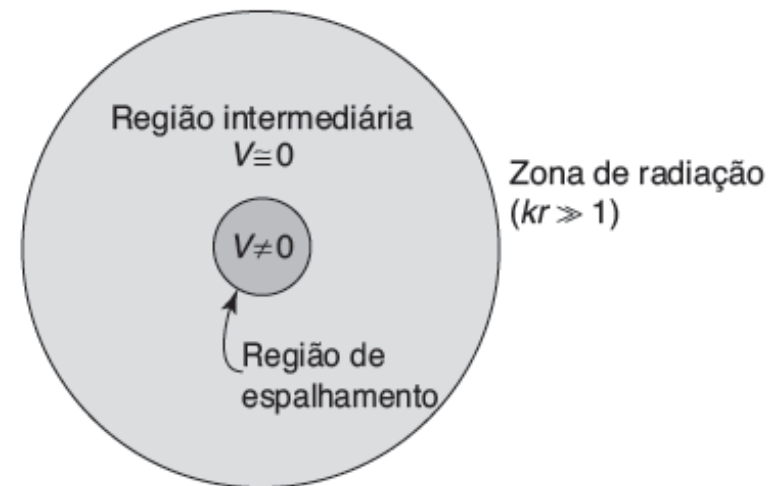 Região intermediária
V≅0
Zona de radiação
(kr ≫ 1)
V≠0
Região de
espalhamento